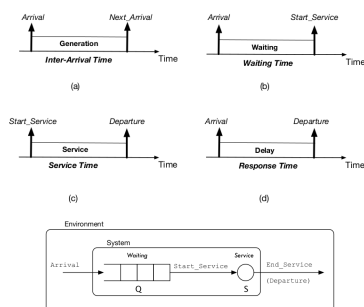 Arrival Next_Arrival
Generation
Inter-Arrival Time Time
(a)
Arrival Start_Service
Waiting
Waiting Time Time
(b)
Start_Service Departure
Service
Service Time Time
(c)
Arrival Departure
Delay
Response Time Time
(d)
Environment
System
Waiting Service
Arrival Start_Service End_Service
(Departure)
Q S